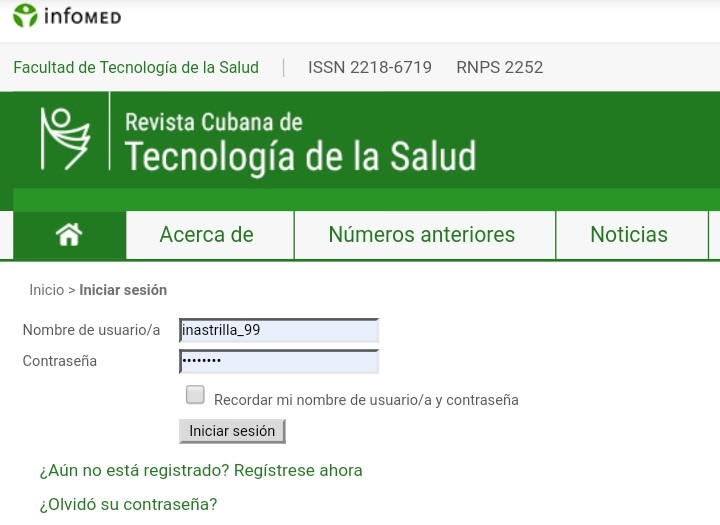 infOMED
Facultad de Tecnología de la Salud ISSN 2218-6719 RNPS 2252
Revista Cubana de
Tecnología de la Salud
Acerca de Números anteriores Noticias
Inicio > Iniciar sesión
Nombre de usuario/a inastrilla_99
Contraseña ••••••••
Recordar mi nombre de usuario/a y contraseña
Iniciar sesión
¿Aún no está registrado? Regístrese ahora
¿Olvidó su contraseña?